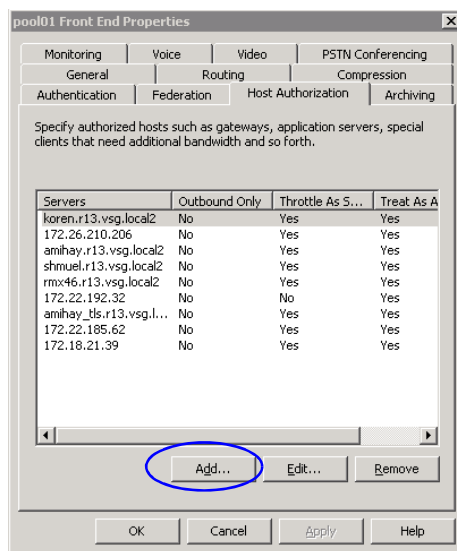 pool01 Front End Properties
Monitoring Voice Video PSTN Conferencing
General Routing Compression
Authentication Federation Host Authorization Archiving
Specify authorized hosts such as gateways, application servers, special
clients that need additional bandwidth and so forth.
Servers Outbound Only Throttle As S... Treat As A
koren.r13.vsg.local2 No Yes Yes
172.26.210.206 No Yes Yes
amihay.r13.vsg.local2 No Yes Yes
shmuel.r13.vsg.local2 No Yes Yes
rmx46.r13.vsg.local2 No Yes Yes
172.22.192.32 No No Yes
amihay_tls.r13.vsg.l... No Yes Yes
172.22.185.62 No Yes Yes
172.18.21.39 No Yes Yes
Add... Edit... Remove
OK Cancel Apply Help